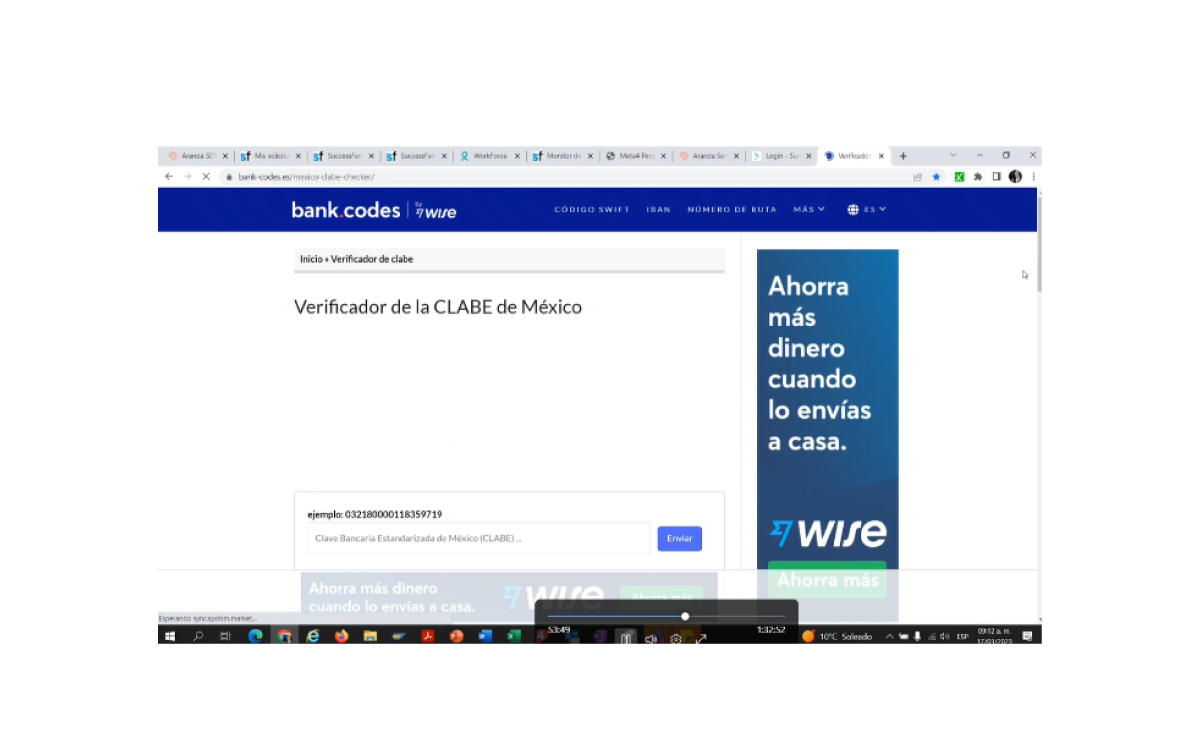 Aranda SER
Mis solicitu
SuccessFac
SuccessFac
WorkForce
Monitor de
Meta4 Peop
Aranda Ser
Login - Sur
Verificador
bank-codes.es/mexico-clabe-checker/
bank.codes by wise
CÓDIGO SWIFT
IBAN
NÚMERO DE RUTA
MÁS
ES
Inicio » Verificador de clabe
Verificador de la CLABE de México
ejemplo: 032180000118359719
Clave Bancaria Estandarizada de México (CLABE) ...
Enviar
Ahorra
más
dinero
cuando
lo envías
a casa.
wise
Ahorra más
Ahorra más dinero
cuando lo envías a casa.
wise
Ahorra más
Esperando sync.spotim.market...
53:49
1:32:52
10°C Soleado
ESP
09:12 a. m.
17/03/2023